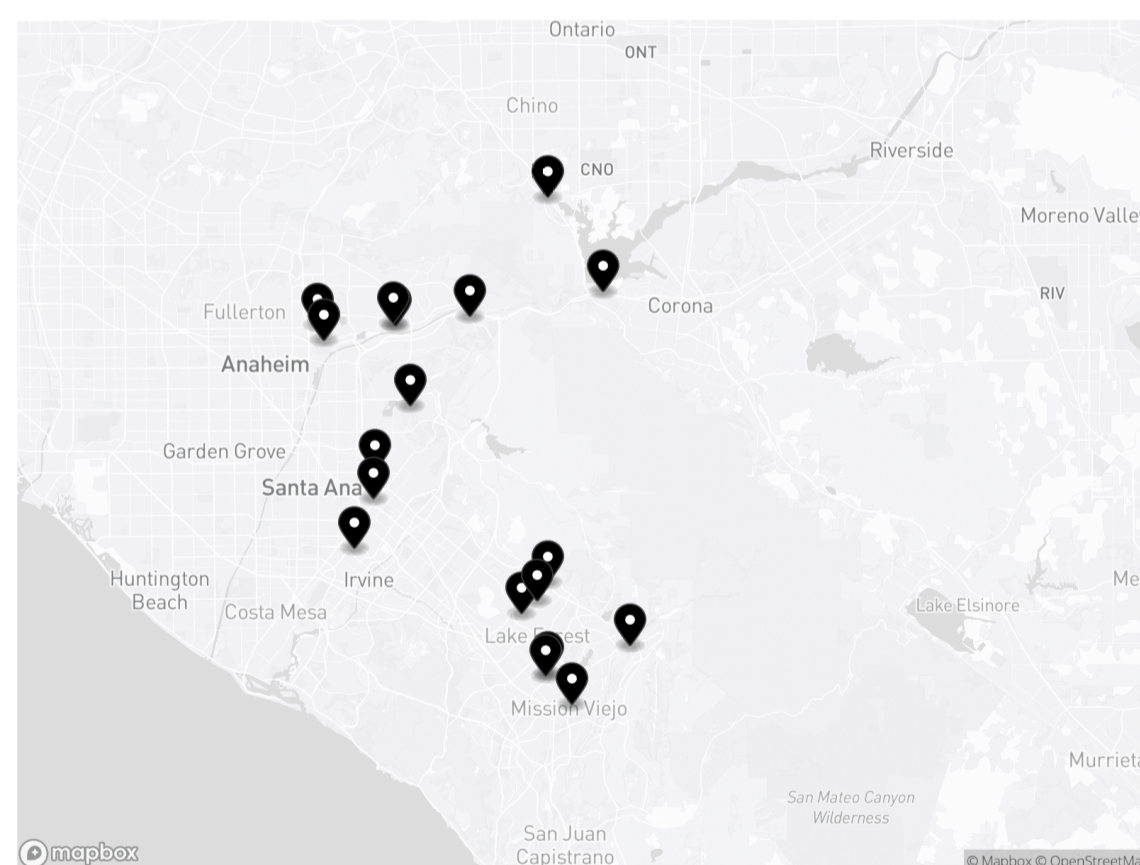 Ontario
ONT
Chino
Riverside
CNO
Moreno Valle
RIV
Corona
Fullerton
Anaheim
Garden Grove
Santa Ana
Huntington
Beach
Irvine
Me
Costa Mesa
Lake Elsinore
Lake Forest
Mission Viejo
Murrieta
San Mateo Canyon
Wilderness
San Juan
Capistrano
mapbox
© Mapbox © OpenStreetMa